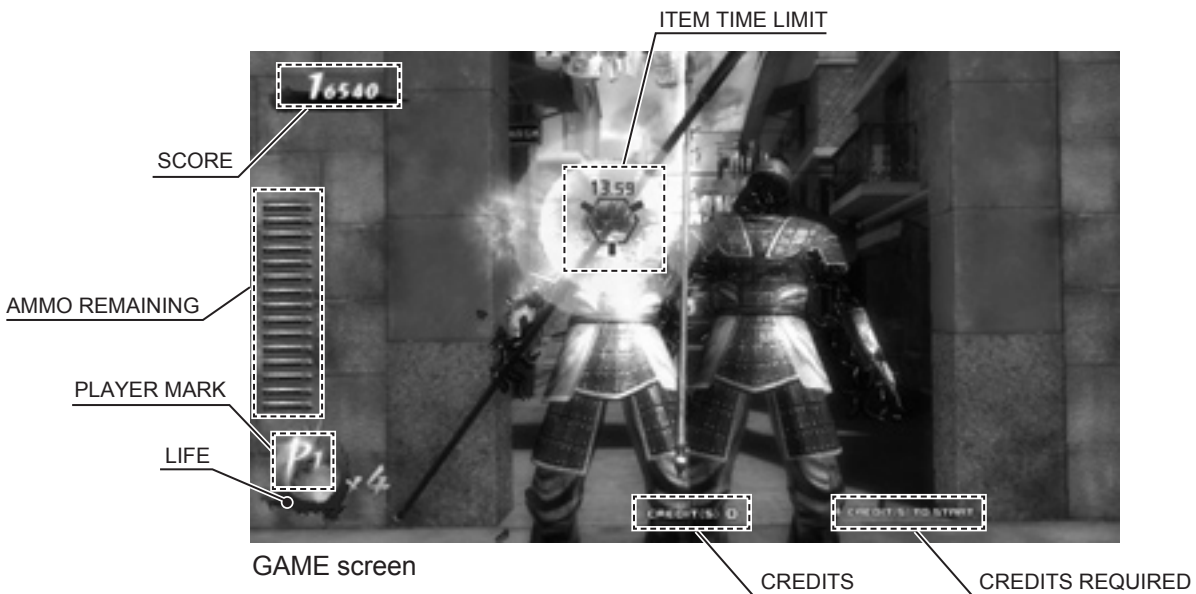 ITEM TIME LIMIT
16540
SCORE
13.59
AMMO REMAINING
PLAYER MARK
P1
LIFE
CREDIT(S) 0
CREDIT(S) TO START
GAME screen
CREDITS
CREDITS REQUIRED